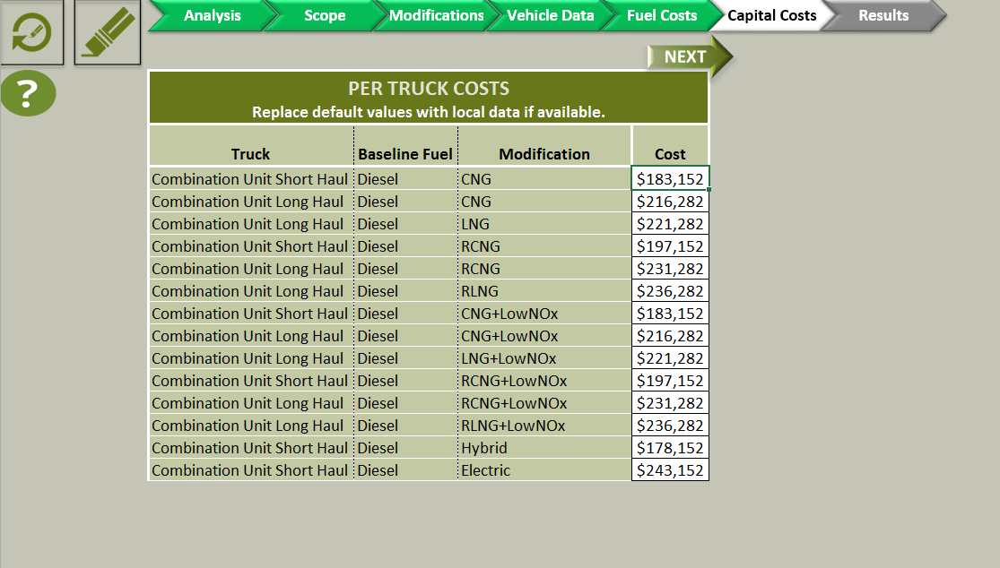 Analysis Scope Modifications Vehicle Data Fuel Costs Capital Costs Results
NEXT
?
PER TRUCK COSTS
Replace default values with local data if available.
Truck Baseline Fuel Modification Cost
Combination Unit Short Haul Diesel CNG $183,152
Combination Unit Long Haul Diesel CNG $216,282
Combination Unit Long Haul Diesel LNG $221,282
Combination Unit Short Haul Diesel RCNG $197,152
Combination Unit Long Haul Diesel RCNG $231,282
Combination Unit Long Haul Diesel RLNG $236,282
Combination Unit Short Haul Diesel CNG+LowNOx $183,152
Combination Unit Long Haul Diesel CNG+LowNOx $216,282
Combination Unit Long Haul Diesel LNG+LowNOx $221,282
Combination Unit Short Haul Diesel RCNG+LowNOx $197,152
Combination Unit Long Haul Diesel RCNG+LowNOx $231,282
Combination Unit Long Haul Diesel RLNG+LowNOx $236,282
Combination Unit Short Haul Diesel Hybrid $178,152
Combination Unit Short Haul Diesel Electric $243,152